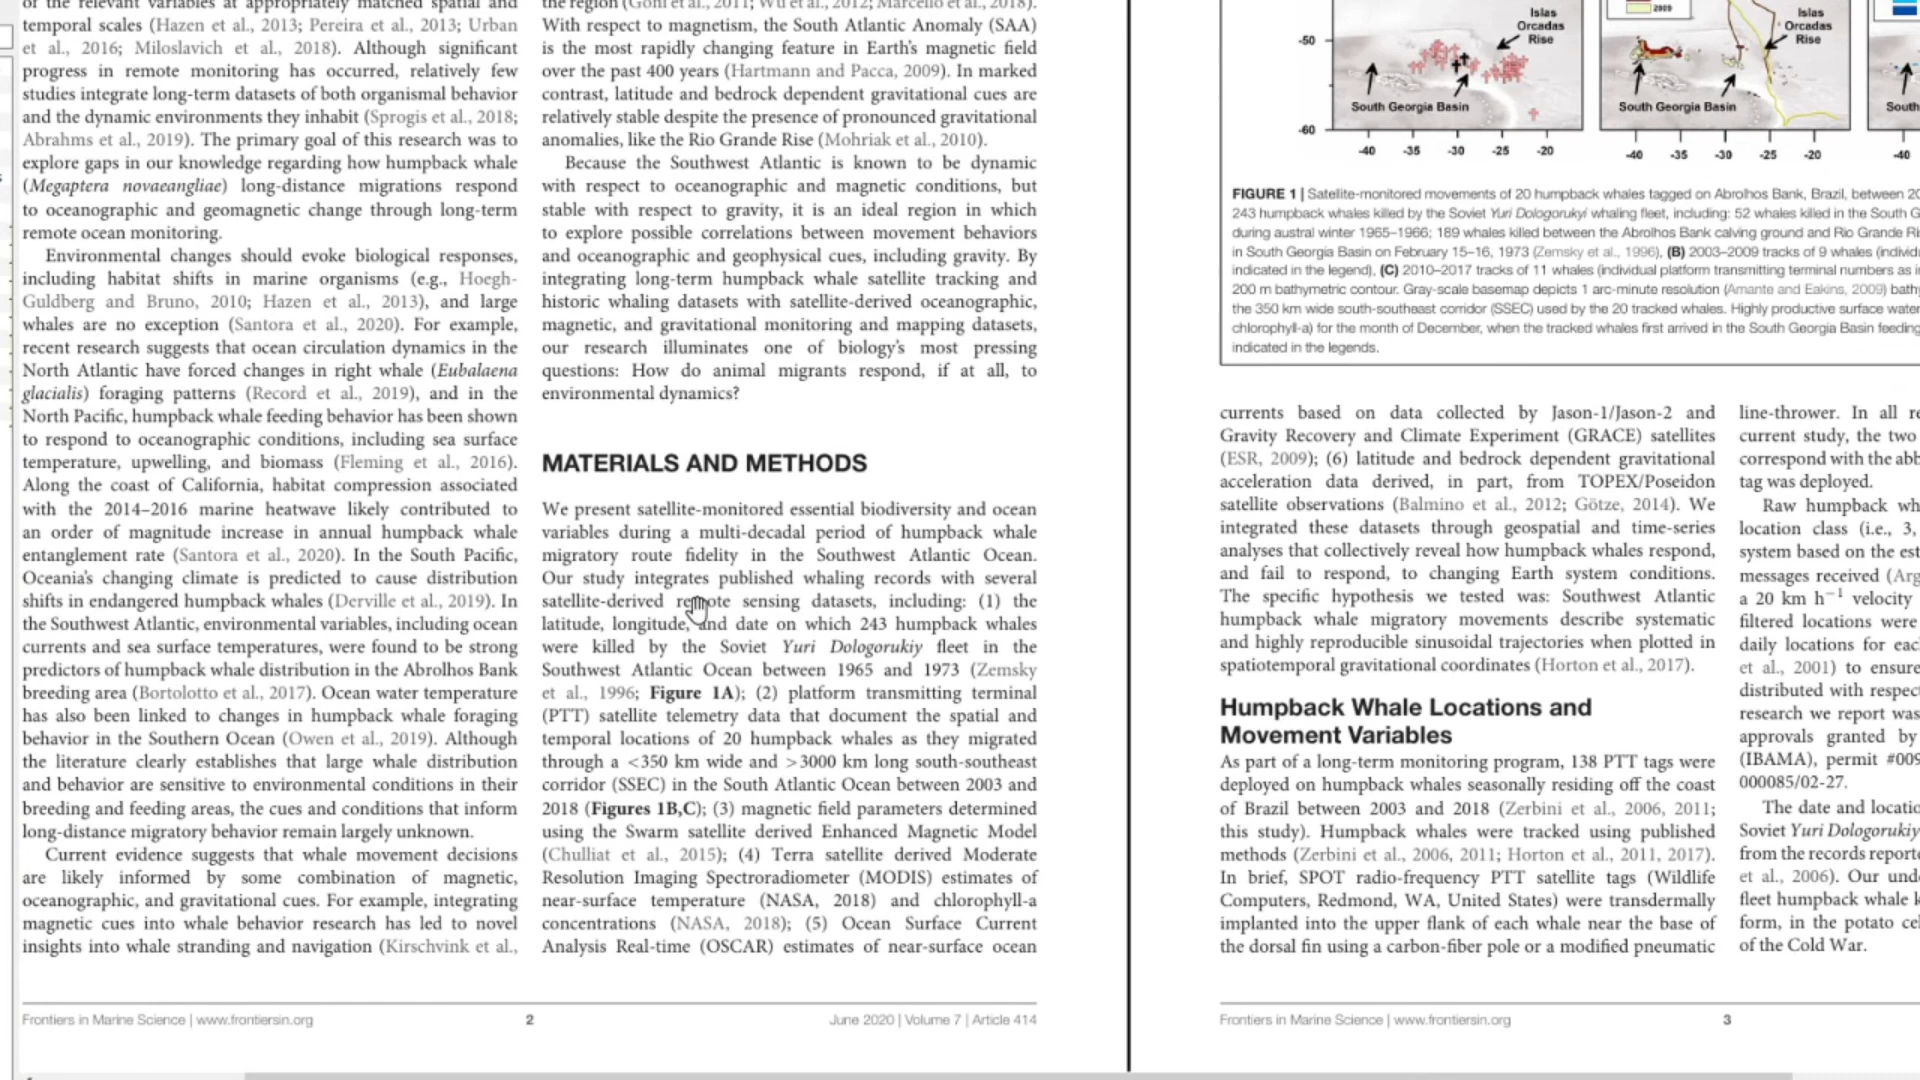 of the relevant variables at appropriately matched spatial and
temporal scales (Hazen et al., 2013; Pereira et al., 2013; Urban
et al., 2016; Miloslavich et al., 2018). Although significant
progress in remote monitoring has occurred, relatively few
studies integrate long-term datasets of both organismal behavior
and the dynamic environments they inhabit (Sprogis et al., 2018;
Abrahms et al., 2019). The primary goal of this research was to
explore gaps in our knowledge regarding how humpback whale
(Megaptera novaeangliae) long-distance migrations respond
to oceanographic and geomagnetic change through long-term
remote ocean monitoring.
Environmental changes should evoke biological responses,
including habitat shifts in marine organisms (e.g., Hoegh-
Guldberg and Bruno, 2010; Hazen et al., 2013), and large
whales are no exception (Santora et al., 2020). For example,
recent research suggests that ocean circulation dynamics in the
North Atlantic have forced changes in right whale (Eubalaena
glacialis) foraging patterns (Record et al., 2019), and in the
North Pacific, humpback whale feeding behavior has been shown
to respond to oceanographic conditions, including sea surface
temperature, upwelling, and biomass (Fleming et al., 2016).
Along the coast of California, habitat compression associated
with the 2014–2016 marine heatwave likely contributed to
an order of magnitude increase in annual humpback whale
entanglement rate (Santora et al., 2020). In the South Pacific,
Oceania's changing climate is predicted to cause distribution
shifts in endangered humpback whales (Derville et al., 2019). In
the Southwest Atlantic, environmental variables, including ocean
currents and sea surface temperatures, were found to be strong
predictors of humpback whale distribution in the Abrolhos Bank
breeding area (Bortolotto et al., 2017). Ocean water temperature
has also been linked to changes in humpback whale foraging
behavior in the Southern Ocean (Owen et al., 2019). Although
the literature clearly establishes that large whale distribution
and behavior are sensitive to environmental conditions in their
breeding and feeding areas, the cues and conditions that inform
long-distance migratory behavior remain largely unknown.
Current evidence suggests that whale movement decisions
are likely informed by some combination of magnetic,
oceanographic, and gravitational cues. For example, integrating
magnetic cues into whale behavior research has led to novel
insights into whale stranding and navigation (Kirschvink et al.,
the region (Goni et al., 2011; Wu et al., 2012; Marcello et al., 2018).
With respect to magnetism, the South Atlantic Anomaly (SAA)
is the most rapidly changing feature in Earth's magnetic field
over the past 400 years (Hartmann and Pacca, 2009). In marked
contrast, latitude and bedrock dependent gravitational cues are
relatively stable despite the presence of pronounced gravitational
anomalies, like the Rio Grande Rise (Mohriak et al., 2010).
Because the Southwest Atlantic is known to be dynamic
with respect to oceanographic and magnetic conditions, but
stable with respect to gravity, it is an ideal region in which
to explore possible correlations between movement behaviors
and oceanographic and geophysical cues, including gravity. By
integrating long-term humpback whale satellite tracking and
historic whaling datasets with satellite-derived oceanographic,
magnetic, and gravitational monitoring and mapping datasets,
our research illuminates one of biology's most pressing
questions: How do animal migrants respond, if at all, to
environmental dynamics?
MATERIALS AND METHODS
We present satellite-monitored essential biodiversity and ocean
variables during a multi-decadal period of humpback whale
migratory route fidelity in the Southwest Atlantic Ocean.
Our study integrates published whaling records with several
satellite-derived remote sensing datasets, including: (1) the
latitude, longitude, and date on which 243 humpback whales
were killed by the Soviet Yuri Dologorukiy fleet in the
Southwest Atlantic Ocean between 1965 and 1973 (Zemsky
et al., 1996; Figure 1A); (2) platform transmitting terminal
(PTT) satellite telemetry data that document the spatial and
temporal locations of 20 humpback whales as they migrated
through a <350 km wide and >3000 km long south-southeast
corridor (SSEC) in the South Atlantic Ocean between 2003 and
2018 (Figures 1B,C); (3) magnetic field parameters determined
using the Swarm satellite derived Enhanced Magnetic Model
(Chulliat et al., 2015); (4) Terra satellite derived Moderate
Resolution Imaging Spectroradiometer (MODIS) estimates of
near-surface temperature (NASA, 2018) and chlorophyll-a
concentrations (NASA, 2018); (5) Ocean Surface Current
Analysis Real-time (OSCAR) estimates of near-surface ocean
Frontiers in Marine Science | www.frontiersin.org
2
June 2020 | Volume 7 | Article 414
2009
Islas
Orcadas
Rise
Islas
Orcadas
Rise
-50
South Georgia Basin
South Georgia Basin
South
-60
-40 -35 -30 -25 -20
-40 -35 -30 -25 -20
-40
FIGURE 1 | Satellite-monitored movements of 20 humpback whales tagged on Abrolhos Bank, Brazil, between 20
243 humpback whales killed by the Soviet Yuri Dologorukyi whaling fleet, including: 52 whales killed in the South G
during austral winter 1965–1966; 189 whales killed between the Abrolhos Bank calving ground and Rio Grande Ri
in South Georgia Basin on February 15–16, 1973 (Zemsky et al., 1996), (B) 2003–2009 tracks of 9 whales (individ
indicated in the legend), (C) 2010–2017 tracks of 11 whales (individual platform transmitting terminal numbers as in
200 m bathymetric contour. Gray-scale basemap depicts 1 arc-minute resolution (Amante and Eakins, 2009) bathy
the 350 km wide south-southeast corridor (SSEC) used by the 20 tracked whales. Highly productive surface water
chlorophyll-a) for the month of December, when the tracked whales first arrived in the South Georgia Basin feeding
indicated in the legends.
currents based on data collected by Jason-1/Jason-2 and
Gravity Recovery and Climate Experiment (GRACE) satellites
(ESR, 2009); (6) latitude and bedrock dependent gravitational
acceleration data derived, in part, from TOPEX/Poseidon
satellite observations (Balmino et al., 2012; Götze, 2014). We
integrated these datasets through geospatial and time-series
analyses that collectively reveal how humpback whales respond,
and fail to respond, to changing Earth system conditions.
The specific hypothesis we tested was: Southwest Atlantic
humpback whale migratory movements describe systematic
and highly reproducible sinusoidal trajectories when plotted in
spatiotemporal gravitational coordinates (Horton et al., 2017).
Humpback Whale Locations and
Movement Variables
As part of a long-term monitoring program, 138 PTT tags were
deployed on humpback whales seasonally residing off the coast
of Brazil between 2003 and 2018 (Zerbini et al., 2006, 2011;
this study). Humpback whales were tracked using published
methods (Zerbini et al., 2006, 2011; Horton et al., 2011, 2017).
In brief, SPOT radio-frequency PTT satellite tags (Wildlife
Computers, Redmond, WA, United States) were transdermally
implanted into the upper flank of each whale near the base of
the dorsal fin using a carbon-fiber pole or a modified pneumatic
line-thrower. In all re
current study, the two
correspond with the abb
tag was deployed.
Raw humpback wh
location class (i.e., 3,
system based on the est
messages received (Arg
a 20 km h−1 velocity
filtered locations were
daily locations for eac
et al., 2001) to ensure
distributed with respec
research we report was
approvals granted by
(IBAMA), permit #009
000085/02-27.
The date and locatio
Soviet Yuri Dologorukiy
from the records reporte
et al., 2006). Our und
fleet humpback whale k
form, in the potato cel
of the Cold War.
Frontiers in Marine Science | www.frontiersin.org
3